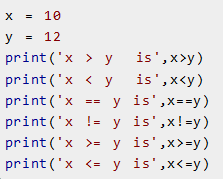 x = 10
y = 12
print('x > y  is',x>y)
print('x < y  is',x<y)
print('x == y is',x==y)
print('x != y is',x!=y)
print('x >= y is',x>=y)
print('x <= y is',x<=y)